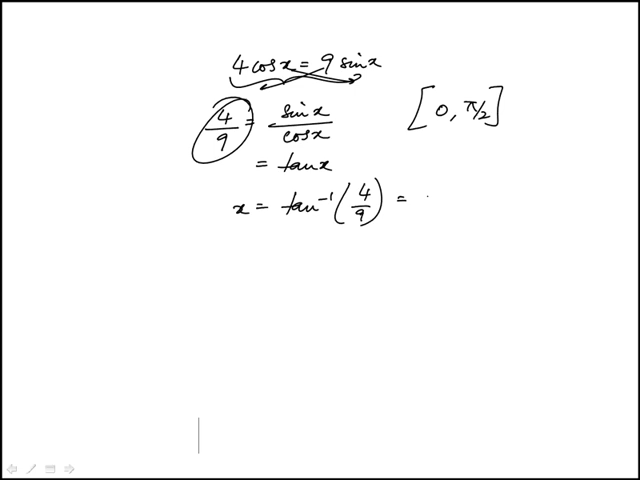 4 cos x = 9 sin x
4/9 = sin x / cos x
[0, π/2]
= tan x
x = tan⁻¹ (4/9) =